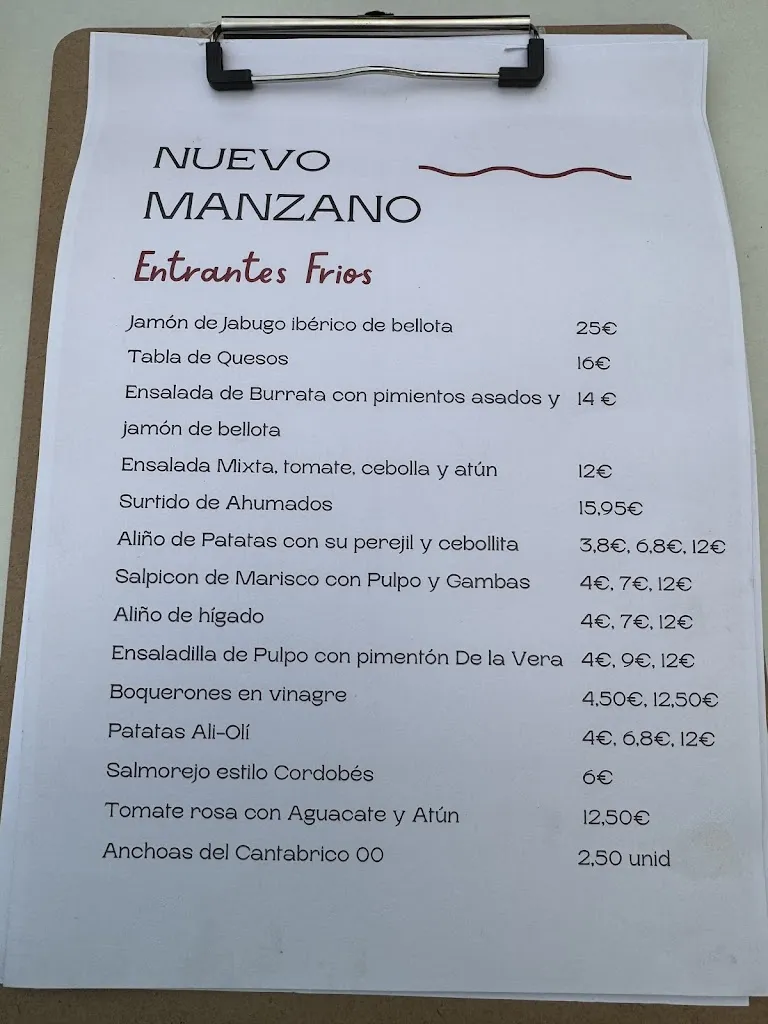 NUEVO
MANZANO
Entrantes Frios
Jamón de Jabugo ibérico de bellota 25€
Tabla de Quesos 16€
Ensalada de Burrata con pimientos asados y 14 €
jamón de bellota
Ensalada Mixta, tomate, cebolla y atún 12€
Surtido de Ahumados 15,95€
Aliño de Patatas con su perejil y cebollita 3,8€, 6,8€, 12€
Salpicon de Marisco con Pulpo y Gambas 4€, 7€, 12€
Aliño de hígado 4€, 7€, 12€
Ensaladilla de Pulpo con pimentón De la Vera 4€, 9€, 12€
Boquerones en vinagre 4,50€, 12,50€
Patatas Ali-Olí 4€, 6,8€, 12€
Salmorejo estilo Cordobés 6€
Tomate rosa con Aguacate y Atún 12,50€
Anchoas del Cantabrico 00 2,50 unid